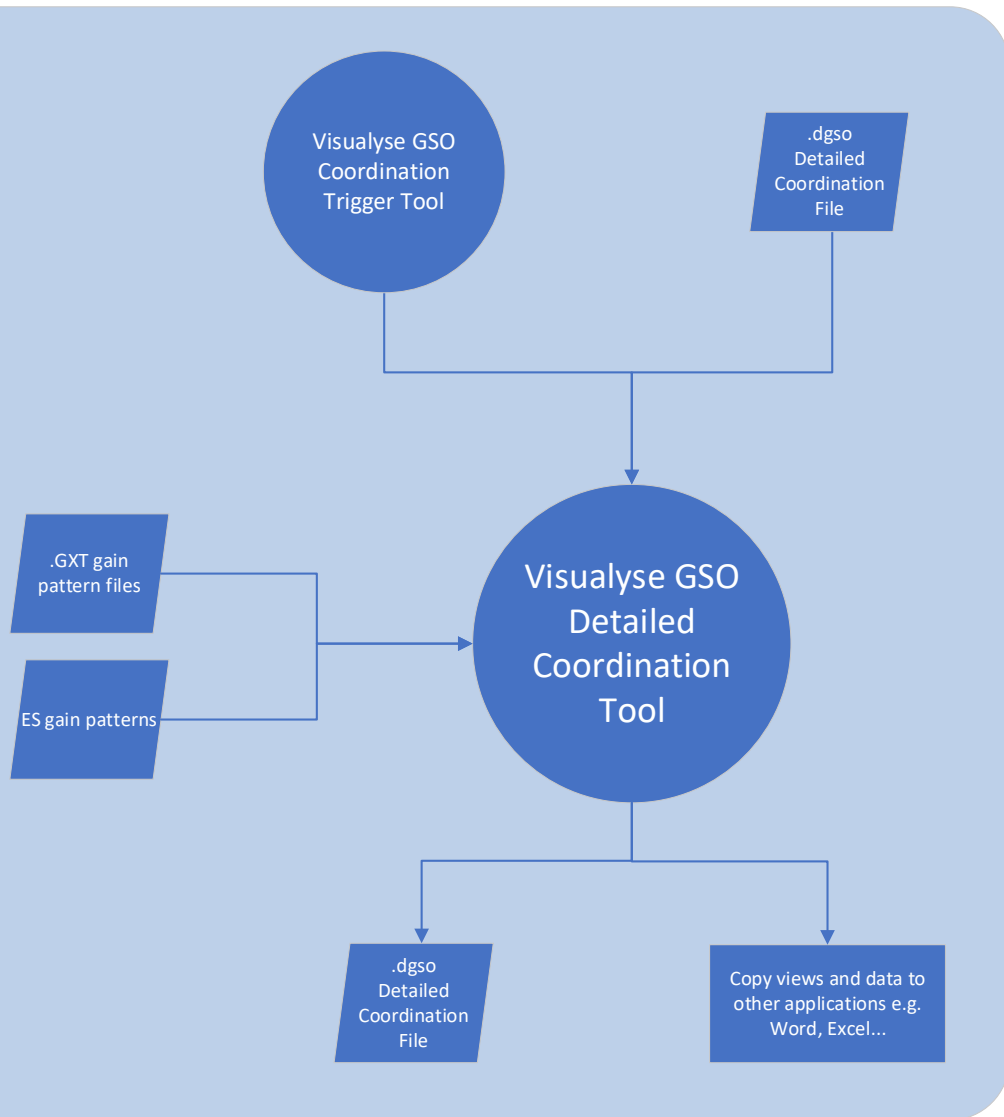 Visualyse GSO
Coordination
Trigger Tool
.dgso
Detailed
Coordination
File
.GXT gain
pattern files
ES gain patterns
Visualyse GSO
Detailed
Coordination
Tool
.dgso
Detailed
Coordination
File
Copy views and data to
other applications e.g.
Word, Excel...